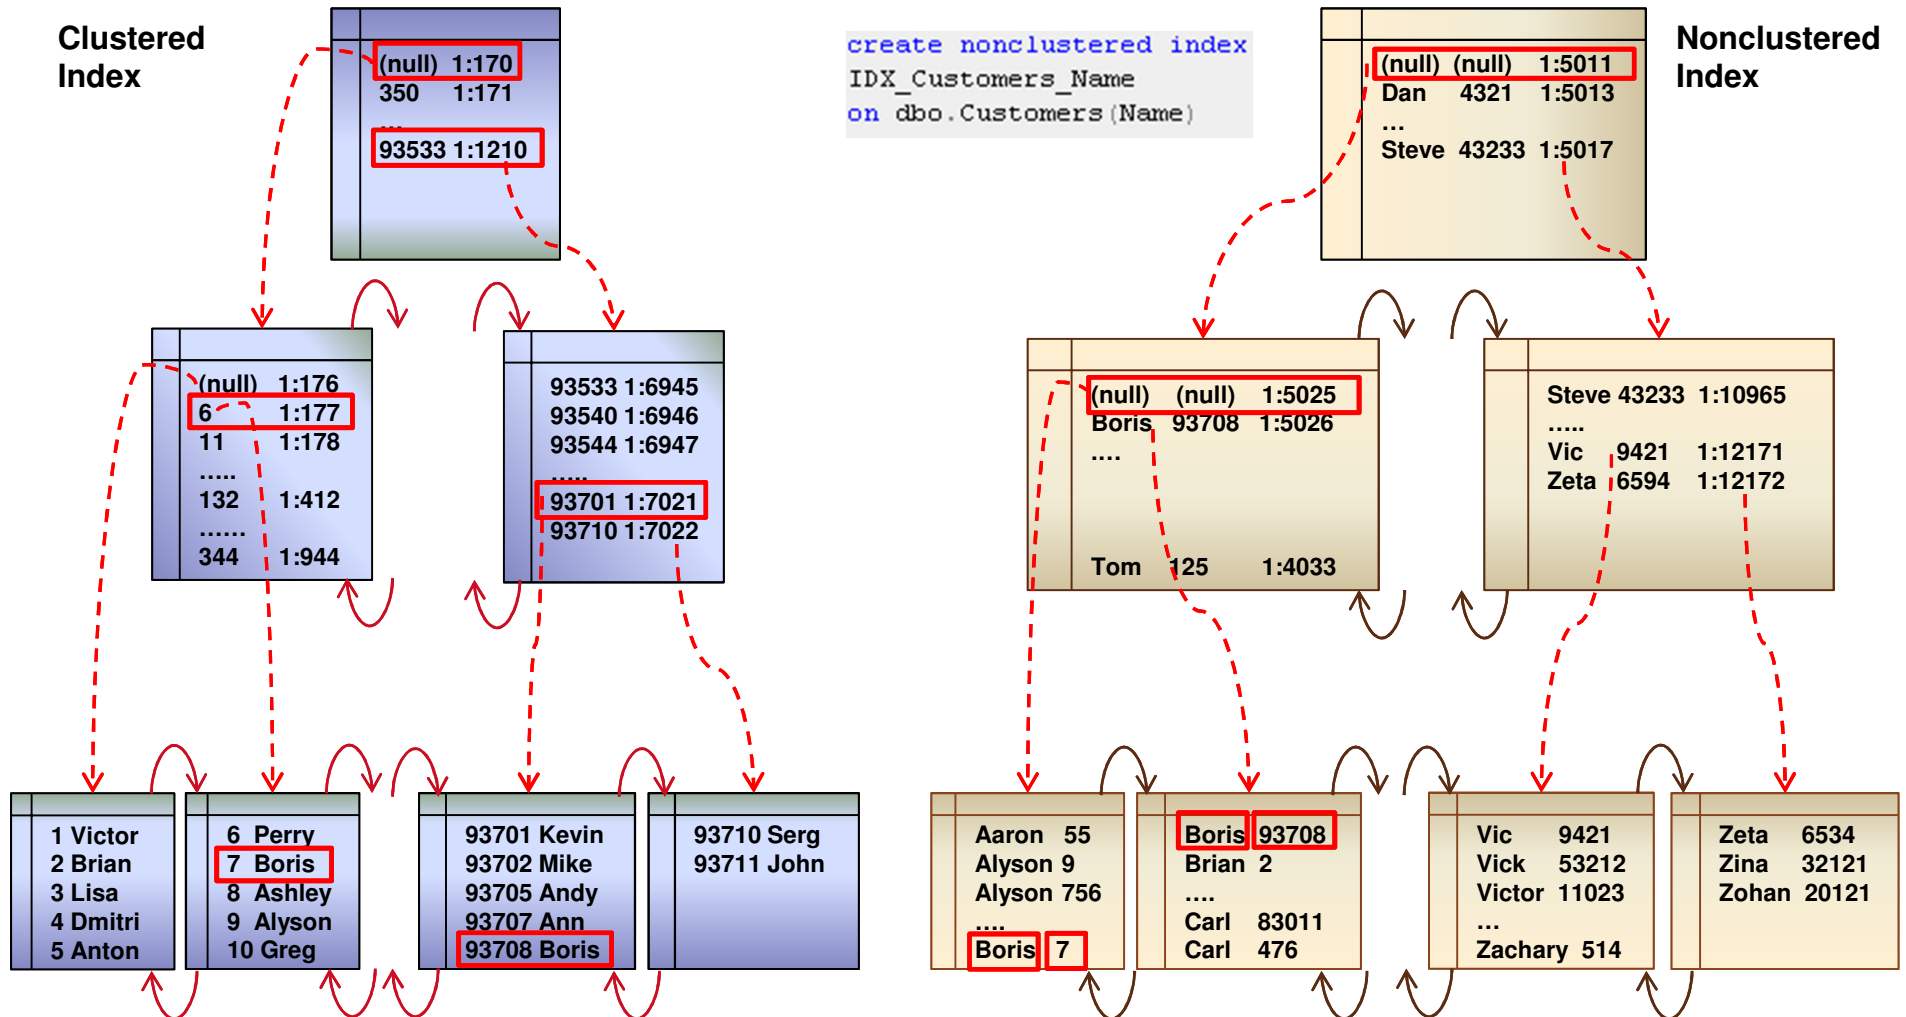 Clustered
Index
(null) 1:170
350 1:171
...
93533 1:1210
create nonclustered index
IDX_Customers_Name
on dbo.Customers(Name)
(null) (null) 1:5011
Dan 4321 1:5013
...
Steve 43233 1:5017
Nonclustered
Index
(null) 1:176
6 1:177
11 1:178
.....
132 1:412
......
344 1:944
93533 1:6945
93540 1:6946
93544 1:6947
.....
93701 1:7021
93710 1:7022
(null) (null) 1:5025
Boris 93708 1:5026
....
Tom 125 1:4033
Steve 43233 1:10965
.....
Vic 9421 1:12171
Zeta 6594 1:12172
1 Victor
2 Brian
3 Lisa
4 Dmitri
5 Anton
6 Perry
7 Boris
8 Ashley
9 Alyson
10 Greg
93701 Kevin
93702 Mike
93705 Andy
93707 Ann
93708 Boris
93710 Serg
93711 John
Aaron 55
Alyson 9
Alyson 756
....
Boris 7
Boris 93708
Brian 2
....
Carl 83011
Carl 476
Vic 9421
Vick 53212
Victor 11023
...
Zachary 514
Zeta 6534
Zina 32121
Zohan 20121